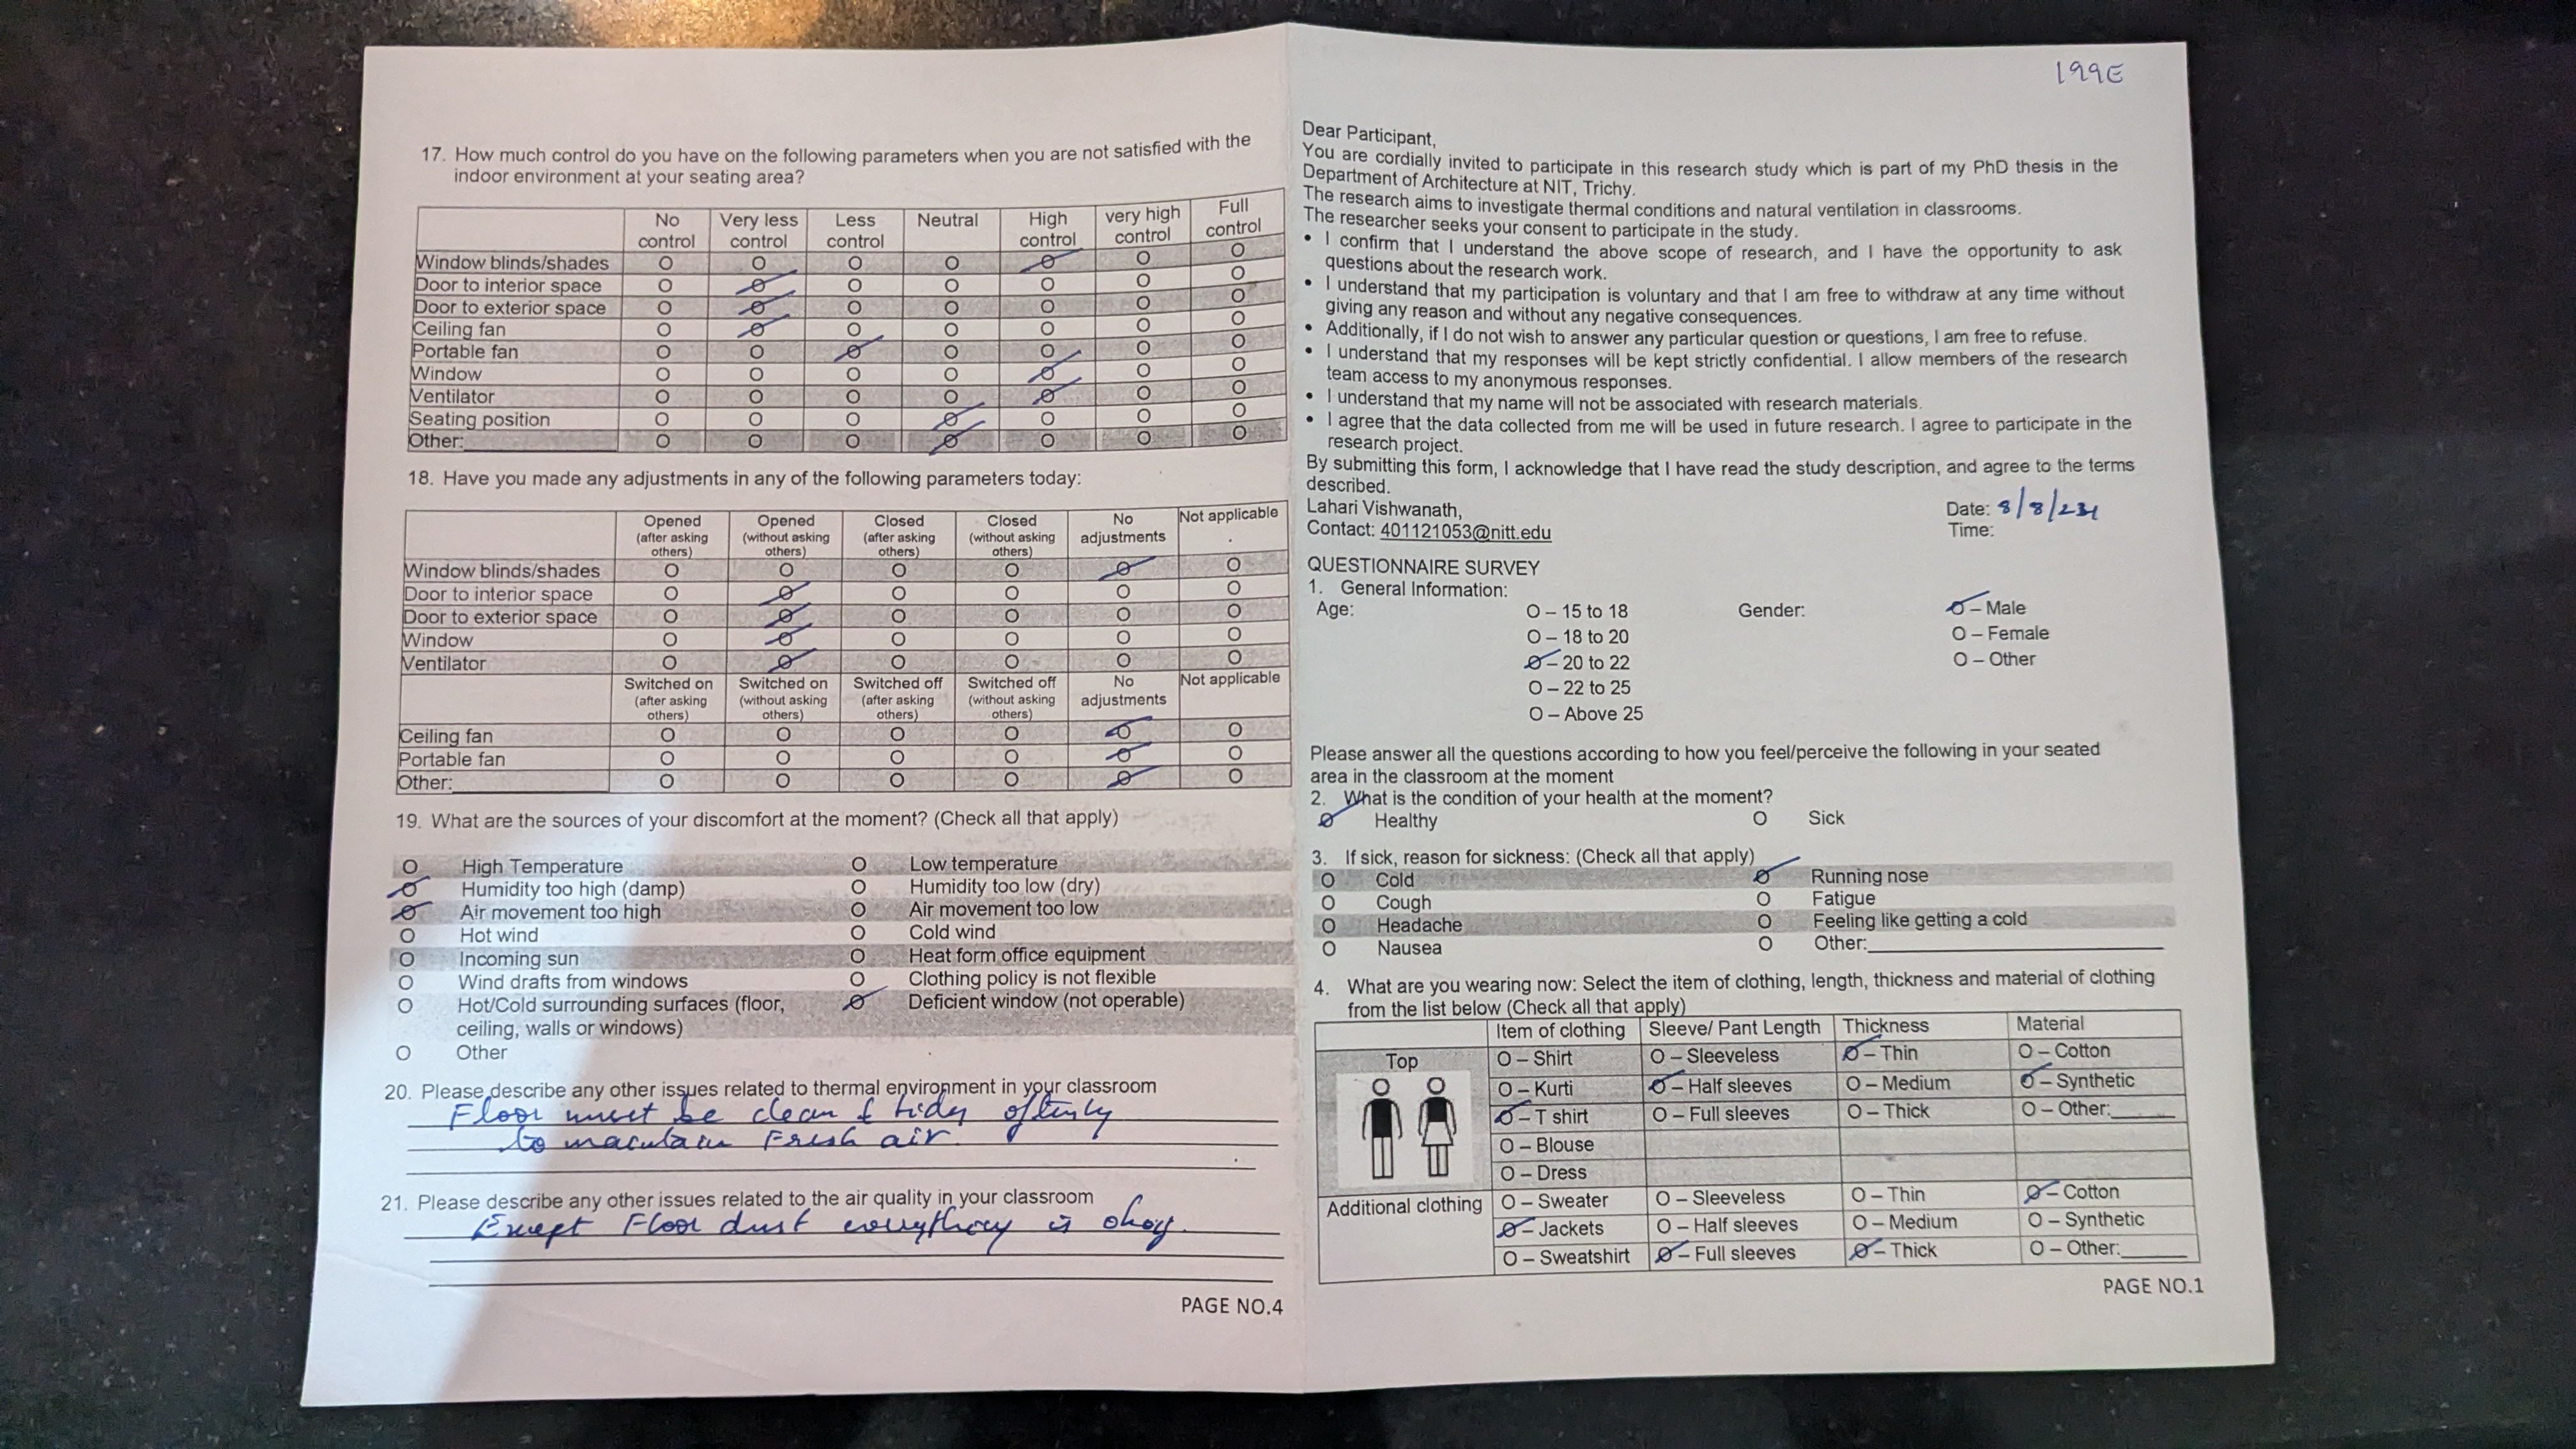 17. How much control do you have on the following parameters when you are not satisfied with the
indoor environment at your seating area?
No control Very less control Less control Neutral High control very high control Full control
Window blinds/shades O O O O O O O
Door to interior space O O O O O O O
Door to exterior space O O O O O O O
Ceiling fan O O O O O O O
Portable fan O O O O O O O
Window O O O O O O O
Ventilator O O O O O O O
Seating position O O O O O O O
Other: O O O O O O O
18. Have you made any adjustments in any of the following parameters today:
Opened (after asking others) Opened (without asking others) Closed (after asking others) Closed (without asking others) No adjustments Not applicable
Window blinds/shades O O O O O O
Door to interior space O O O O O O
Door to exterior space O O O O O O
Window O O O O O O
Ventilator O O O O O O
Switched on (after asking others) Switched on (without asking others) Switched off (after asking others) Switched off (without asking others) No adjustments Not applicable
Ceiling fan O O O O O O
Portable fan O O O O O O
Other: O O O O O O
19. What are the sources of your discomfort at the moment? (Check all that apply)
O High Temperature O Low temperature
O Humidity too high (damp) O Humidity too low (dry)
O Air movement too high O Air movement too low
O Hot wind O Cold wind
O Incoming sun O Heat form office equipment
O Wind drafts from windows O Clothing policy is not flexible
O Hot/Cold surrounding surfaces (floor, O Deficient window (not operable)
ceiling, walls or windows)
O Other
20. Please describe any other issues related to thermal environment in your classroom
Floor must be clean & tidy oftenly
to maintain Fresh air.
21. Please describe any other issues related to the air quality in your classroom
Except Floor dust everything is okay.
PAGE NO.4
199E
Dear Participant,
You are cordially invited to participate in this research study which is part of my PhD thesis in the
Department of Architecture at NIT, Trichy.
The research aims to investigate thermal conditions and natural ventilation in classrooms.
The researcher seeks your consent to participate in the study.
• I confirm that I understand the above scope of research, and I have the opportunity to ask
questions about the research work.
• I understand that my participation is voluntary and that I am free to withdraw at any time without
giving any reason and without any negative consequences.
• Additionally, if I do not wish to answer any particular question or questions, I am free to refuse.
• I understand that my responses will be kept strictly confidential. I allow members of the research
team access to my anonymous responses.
• I understand that my name will not be associated with research materials.
• I agree that the data collected from me will be used in future research. I agree to participate in the
research project.
By submitting this form, I acknowledge that I have read the study description, and agree to the terms
described.
Lahari Vishwanath, Date: 8/8/23
Contact: 401121053@nitt.edu Time:
QUESTIONNAIRE SURVEY
1. General Information:
Age: O – 15 to 18 Gender: O – Male
O – 18 to 20 O – Female
O – 20 to 22 O – Other
O – 22 to 25
O – Above 25
Please answer all the questions according to how you feel/perceive the following in your seated
area in the classroom at the moment
2. What is the condition of your health at the moment?
O Healthy O Sick
3. If sick, reason for sickness: (Check all that apply)
O Cold O Running nose
O Cough O Fatigue
O Headache O Feeling like getting a cold
O Nausea O Other:
4. What are you wearing now: Select the item of clothing, length, thickness and material of clothing
from the list below (Check all that apply)
Item of clothing Sleeve/ Pant Length Thickness Material
Top O – Shirt O – Sleeveless O – Thin O – Cotton
O – Kurti O – Half sleeves O – Medium O – Synthetic
O – T shirt O – Full sleeves O – Thick O – Other:
O – Blouse
O – Dress
Additional clothing O – Sweater O – Sleeveless O – Thin O – Cotton
O – Jackets O – Half sleeves O – Medium O – Synthetic
O – Sweatshirt O – Full sleeves O – Thick O – Other:
PAGE NO.1